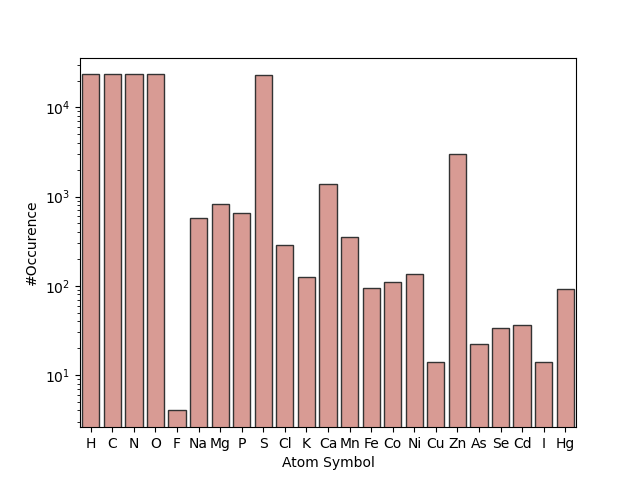 10⁴
10³
10²
10¹
#Occurence
H C N O F Na Mg P S Cl K Ca Mn Fe Co Ni Cu Zn As Se Cd I Hg
Atom Symbol